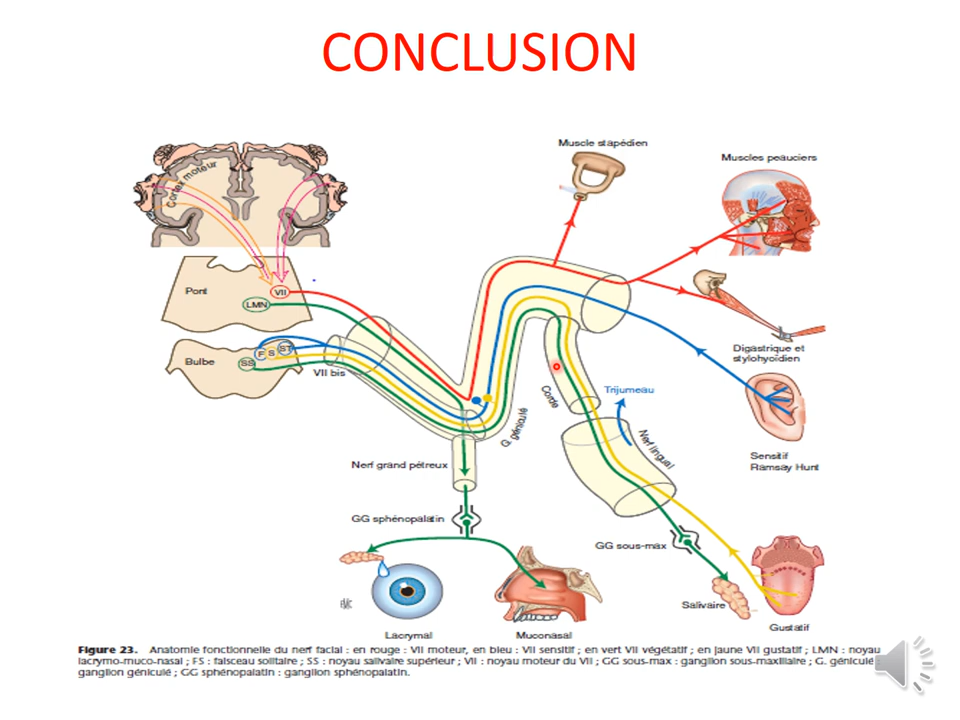 CONCLUSION
Muscle stapédien
Muscles peauciers
Cortex moteur
Pont
VII
LMN
Digastrique et
stylohyoïdien
Bulbe
F S ST
SS
VII bis
Corde
Trijumeau
G. géniculé
Nerf lingual
Sensitif
Ramsay Hunt
Nerf grand pétreux
GG sphénopalatin
GG sous-max
Salivaire
Gustatif
Lacrymal
Muconasal
Figure 23. Anatomie fonctionnelle du nerf facial : en rouge : VII moteur, en bleu : VII sensitif ; en vert VII végétatif ; en jaune VII gustatif ; LMN : noyau
lacrymo-muco-nasal ; FS : faisceau solitaire ; SS : noyau salivaire supérieur ; VII : noyau moteur du VII ; GG sous-max : ganglion sous-maxillaire ; G. géniculé :
ganglion géniculé ; GG sphénopalatin : ganglion sphénopalatin.